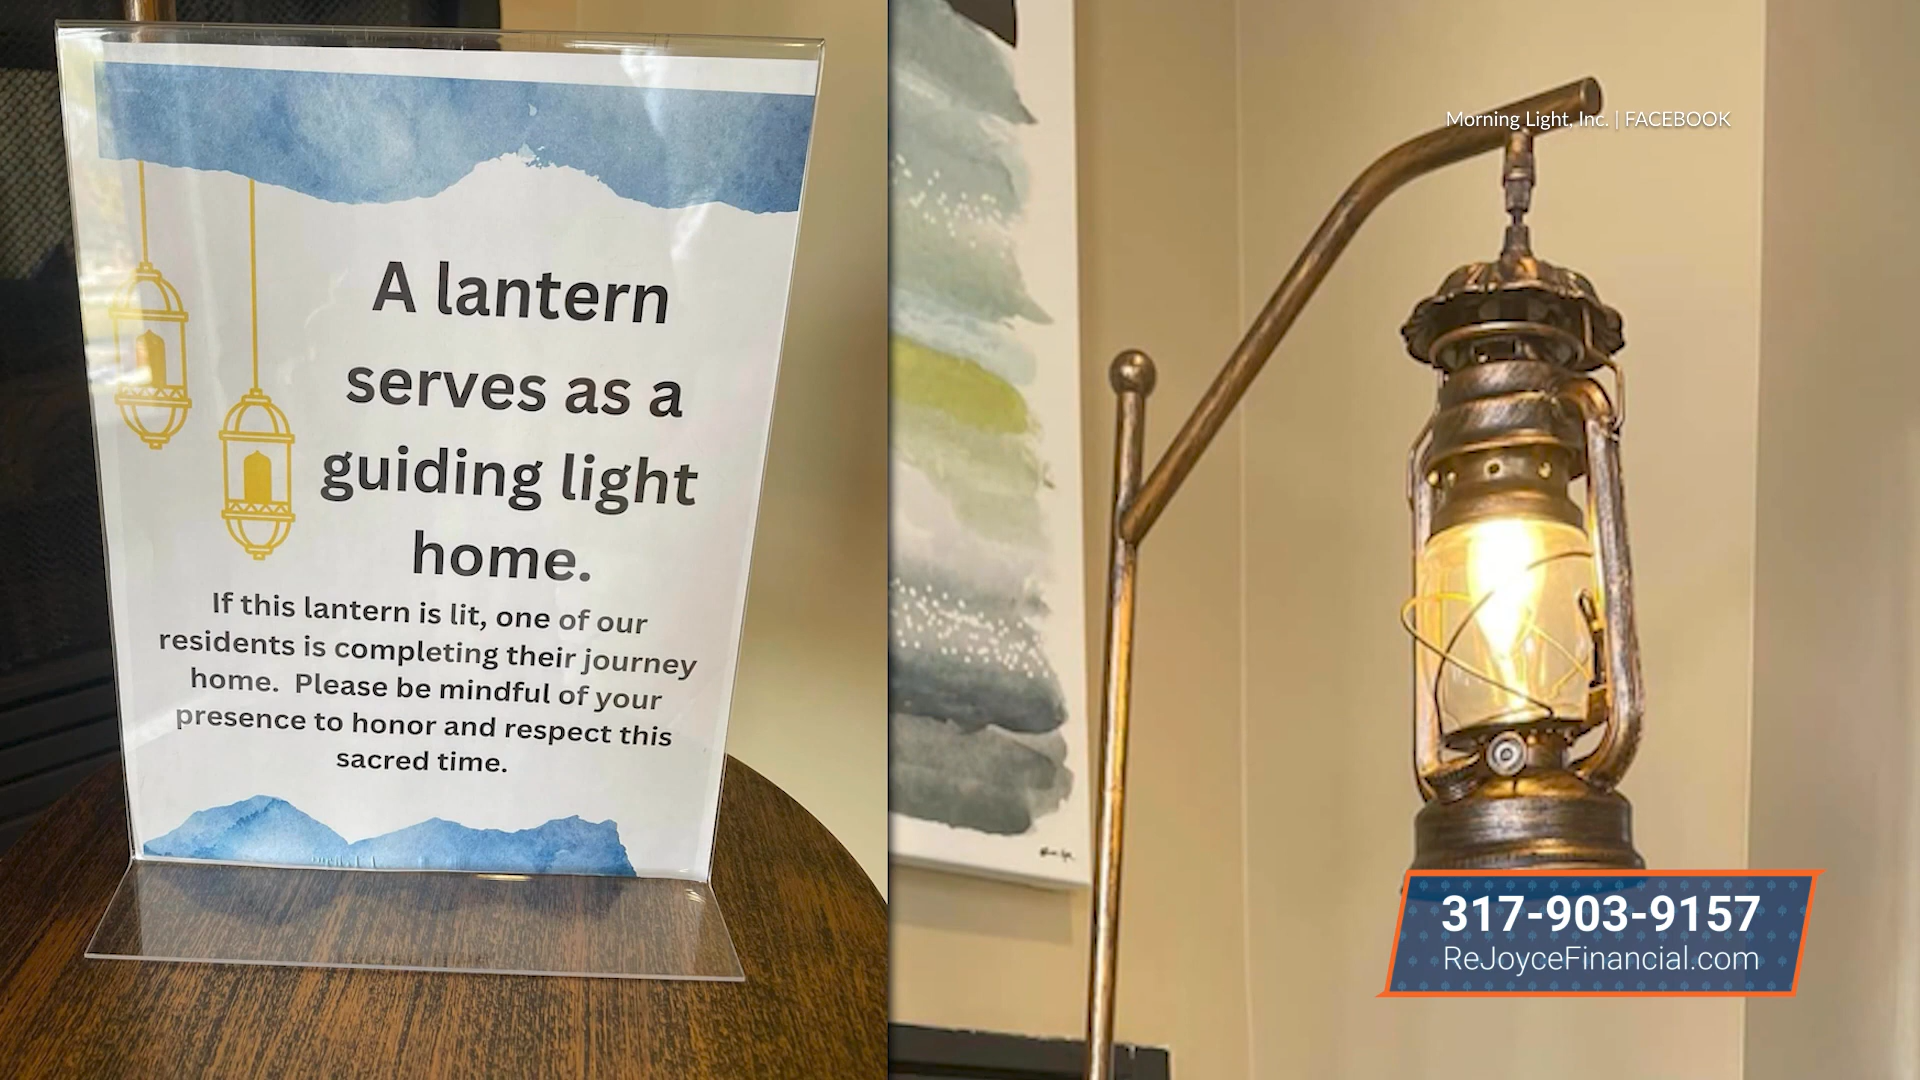 A lantern
serves as a
guiding light
home.
If this lantern is lit, one of our
residents is completing their journey
home. Please be mindful of your
presence to honor and respect this
sacred time.
Morning Light, Inc. | FACEBOOK
317-903-9157
ReJoyceFinancial.com